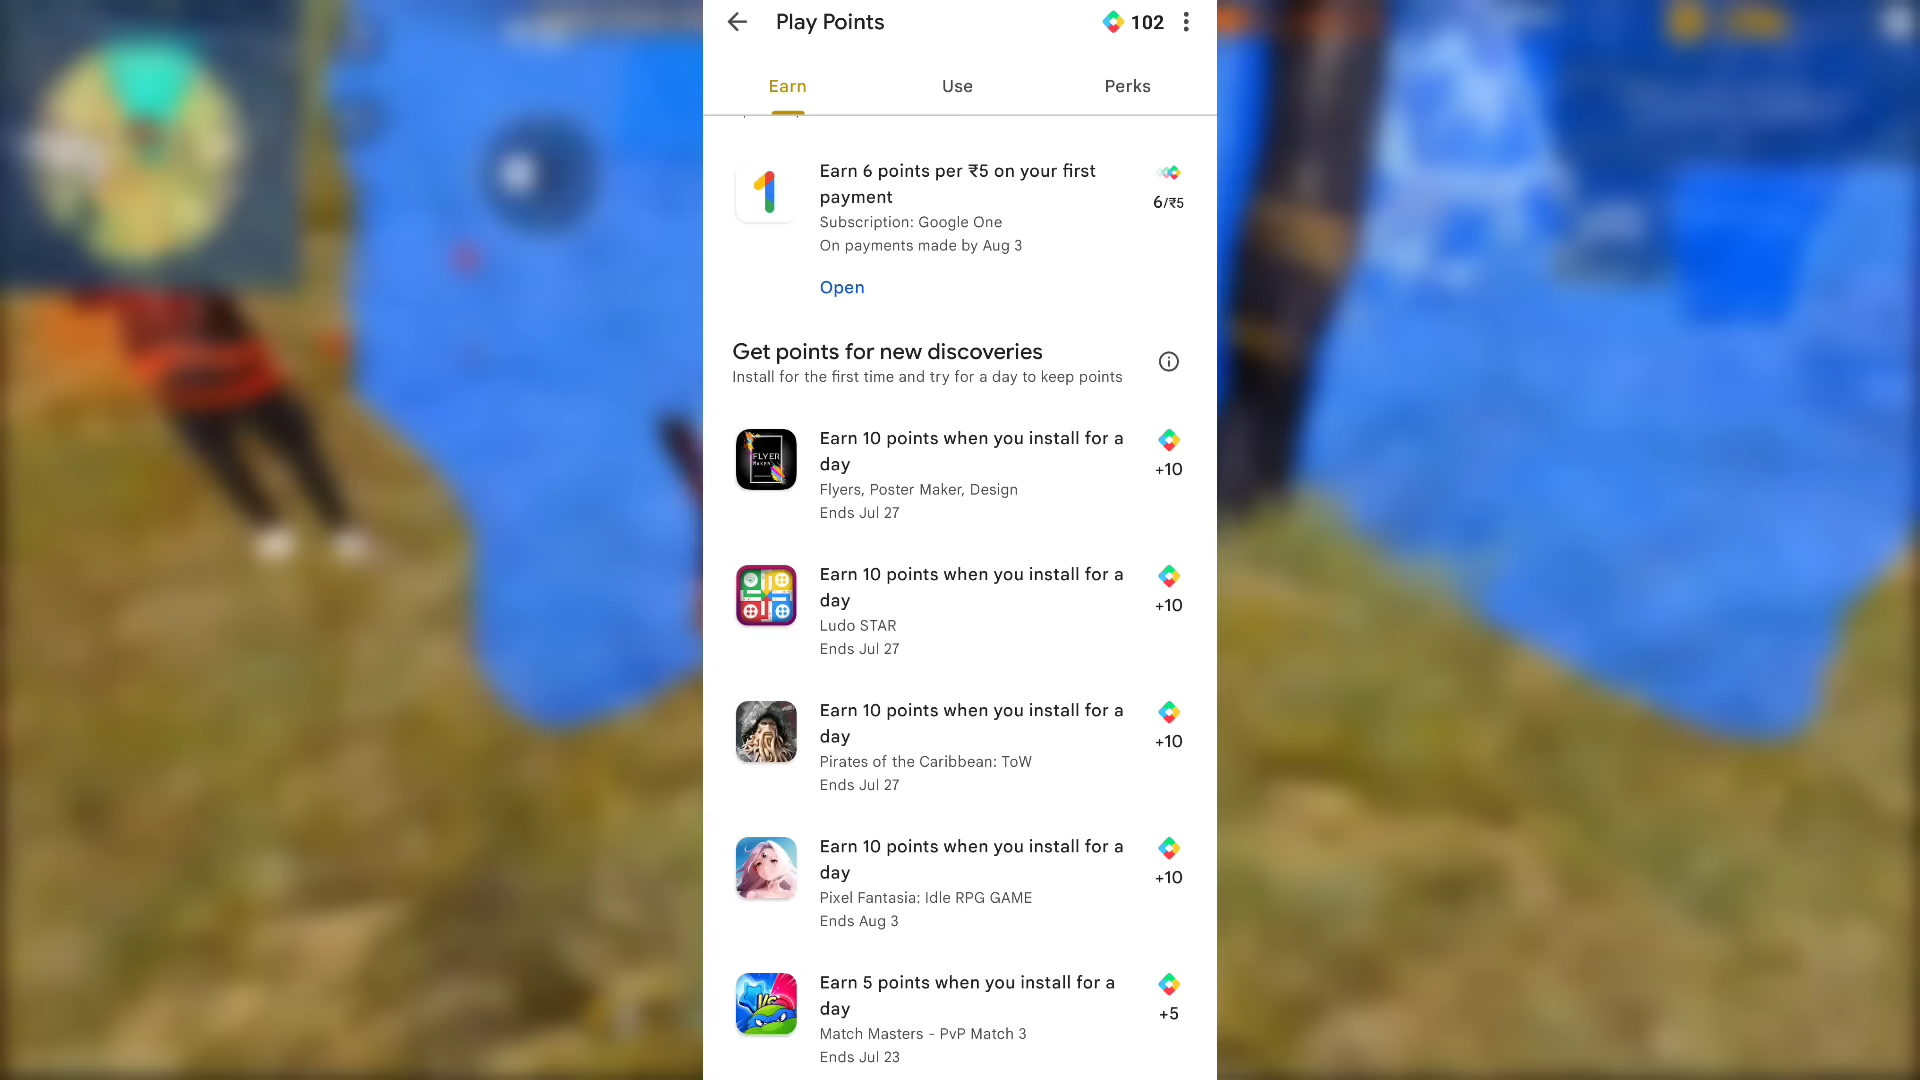 Play Points
102
Earn
Use
Perks
Earn 6 points per ₹5 on your first
payment
Subscription: Google One
On payments made by Aug 3
6/₹5
Open
Get points for new discoveries
Install for the first time and try for a day to keep points
FLYER
Maker
Earn 10 points when you install for a
day
Flyers, Poster Maker, Design
Ends Jul 27
+10
Earn 10 points when you install for a
day
Ludo STAR
Ends Jul 27
+10
Earn 10 points when you install for a
day
Pirates of the Caribbean: ToW
Ends Jul 27
+10
Earn 10 points when you install for a
day
Pixel Fantasia: Idle RPG GAME
Ends Aug 3
+10
VS
Earn 5 points when you install for a
day
Match Masters - PvP Match 3
Ends Jul 23
+5